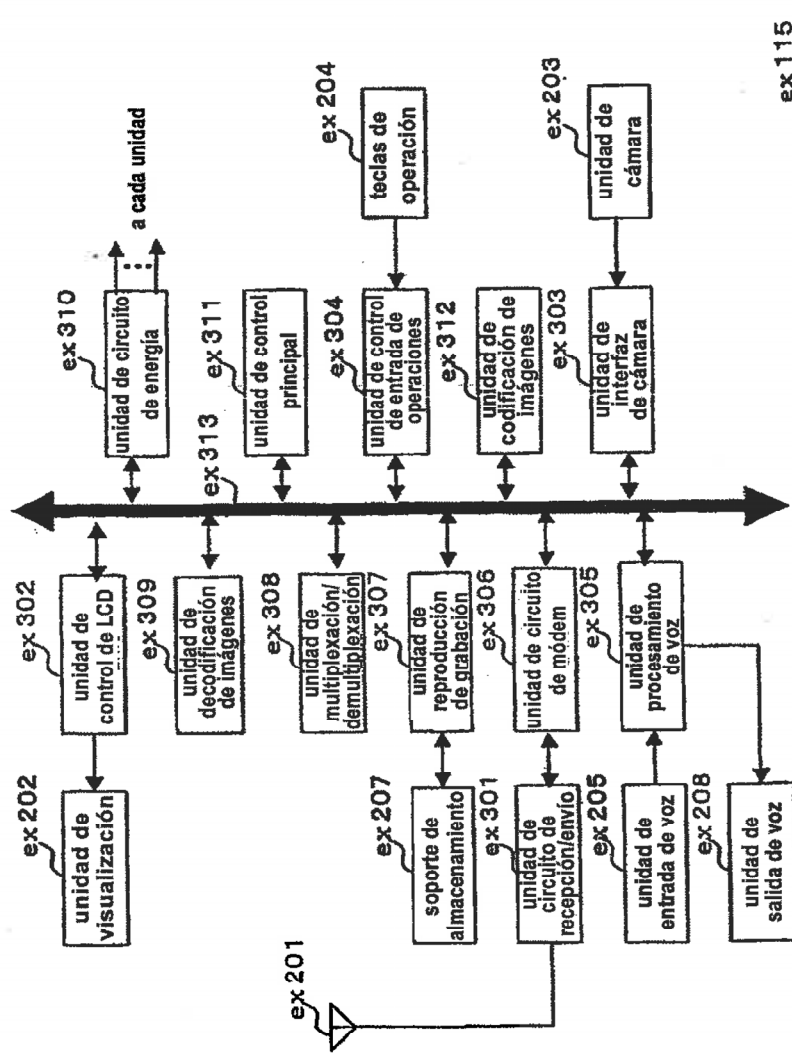 ex 310
unidad de circuito
de energía
a cada unidad
ex 311
unidad de control
principal
ex 204
teclas de
operación
ex 304
unidad de control
de entrada de
operaciones
ex 312
unidad de
codificación de
imágenes
ex 203
unidad de
cámara
ex 303
unidad de
interfaz
de cámara
ex 115
ex 313
ex 302
unidad de
control de LCD
ex 309
unidad de
decodificación
de imágenes
ex 308
unidad de
multiplexación/
demultiplexación
ex 307
unidad de
reproducción
de grabación
ex 306
unidad de circuito
de módem
ex 305
unidad de
procesamiento
de voz
ex 202
unidad de
visualización
ex 207
soporte de
almacenamiento
ex 301
unidad de
circuito de
recepción/envío
ex 205
unidad de
entrada de voz
ex 208
unidad de
salida de voz
ex 201